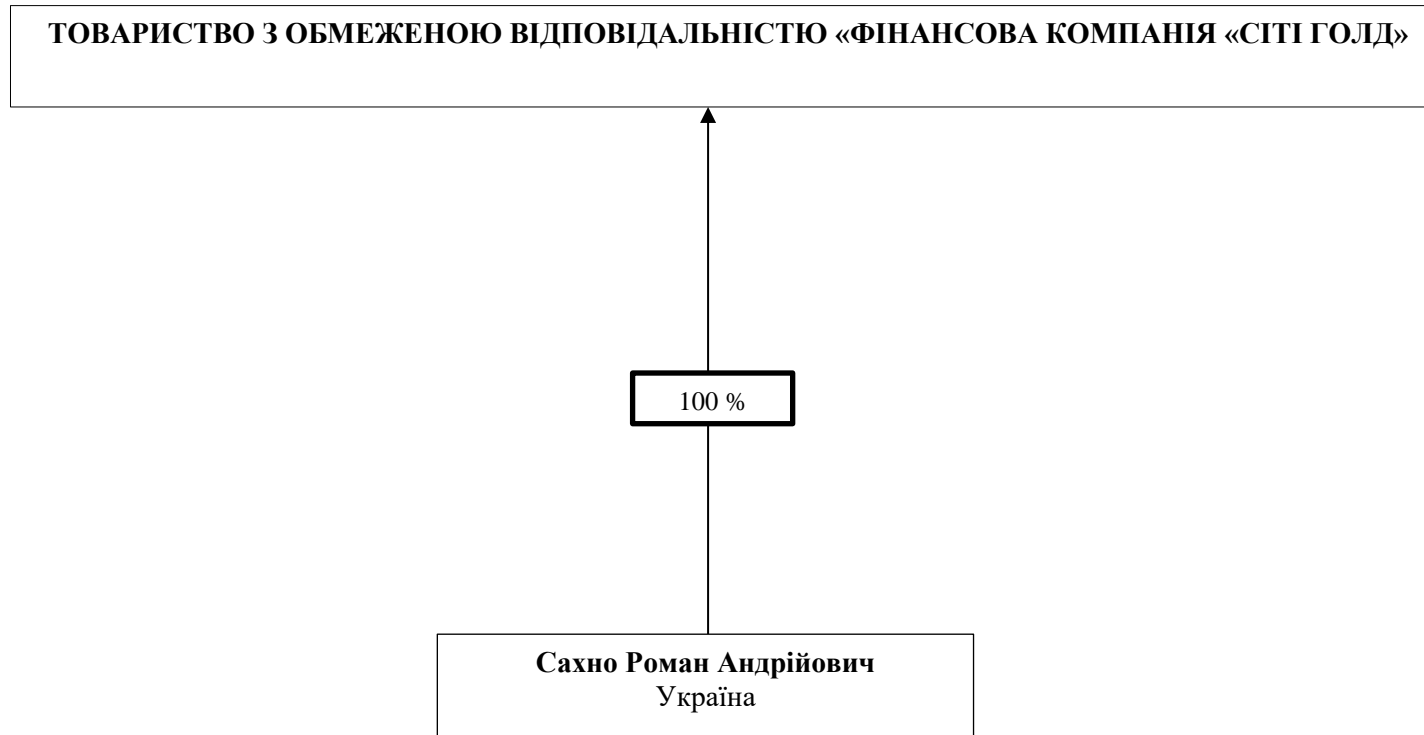 ТОВАРИСТВО З ОБМЕЖЕНОЮ ВІДПОВІДАЛЬНІСТЮ «ФІНАНСОВА КОМПАНІЯ «СІТІ ГОЛД»
100 %
Сахно Роман Андрійович
Україна